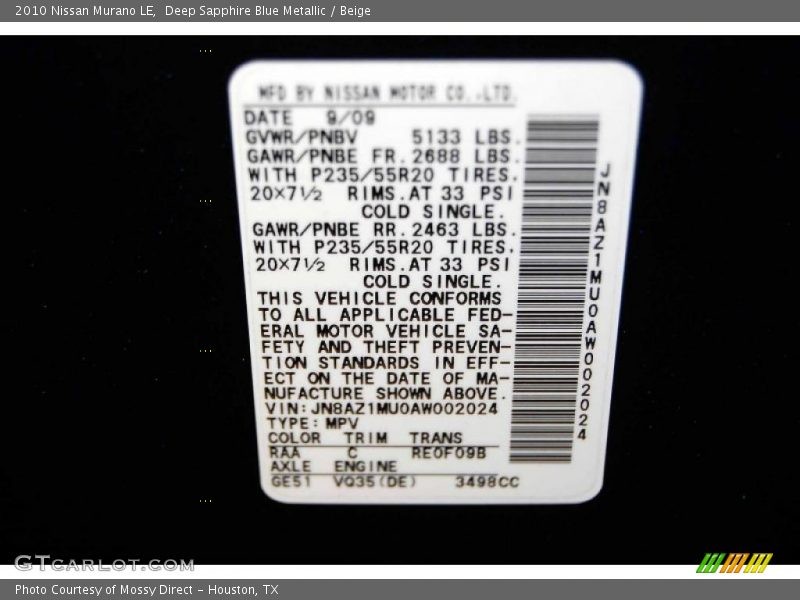 2010 Nissan Murano LE,  Deep Sapphire Blue Metallic / Beige
MFD BY NISSAN MOTOR CO.,LTD.
DATE 9/09
GVWR/PNBV 5133 LBS.
GAWR/PNBE FR. 2688 LBS.
WITH P235/55R20 TIRES.
20×7½ RIMS.AT 33 PSI
COLD SINGLE.
GAWR/PNBE RR. 2463 LBS.
WITH P235/55R20 TIRES.
20×7½ RIMS.AT 33 PSI
COLD SINGLE.
THIS VEHICLE CONFORMS
TO ALL APPLICABLE FED-
ERAL MOTOR VEHICLE SA-
FETY AND THEFT PREVEN-
TION STANDARDS IN EFF-
ECT ON THE DATE OF MA-
NUFACTURE SHOWN ABOVE.
VIN:JN8AZ1MU0AW002024
TYPE:MPV
COLOR TRIM TRANS
RAA C RE0F09B
AXLE ENGINE
GE51 VQ35(DE) 3498CC
JN8AZ1MU0AW002024
GTCarLot.com
Photo Courtesy of Mossy Direct - Houston, TX